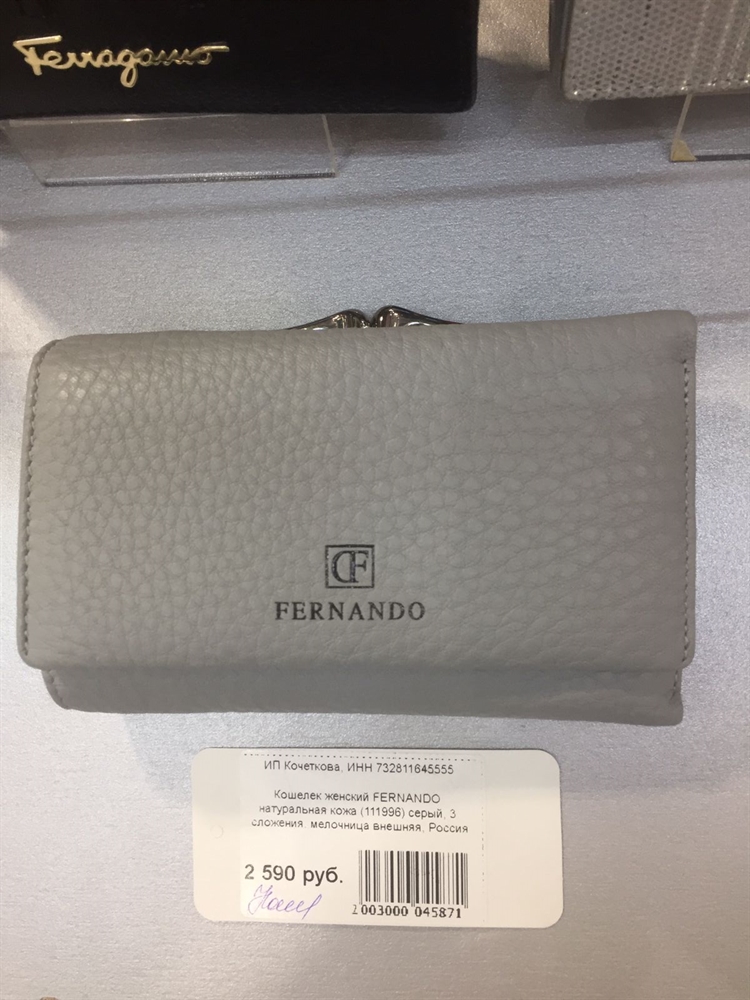 Ferragamo
F
FERNANDO
ИП Кочеткова, ИНН 732811645555
Кошелек женский FERNANDO
натуральная кожа (111996) серый, 3
сложения, мелочница внешняя, Россия
2 590 руб.
2 003000 045871